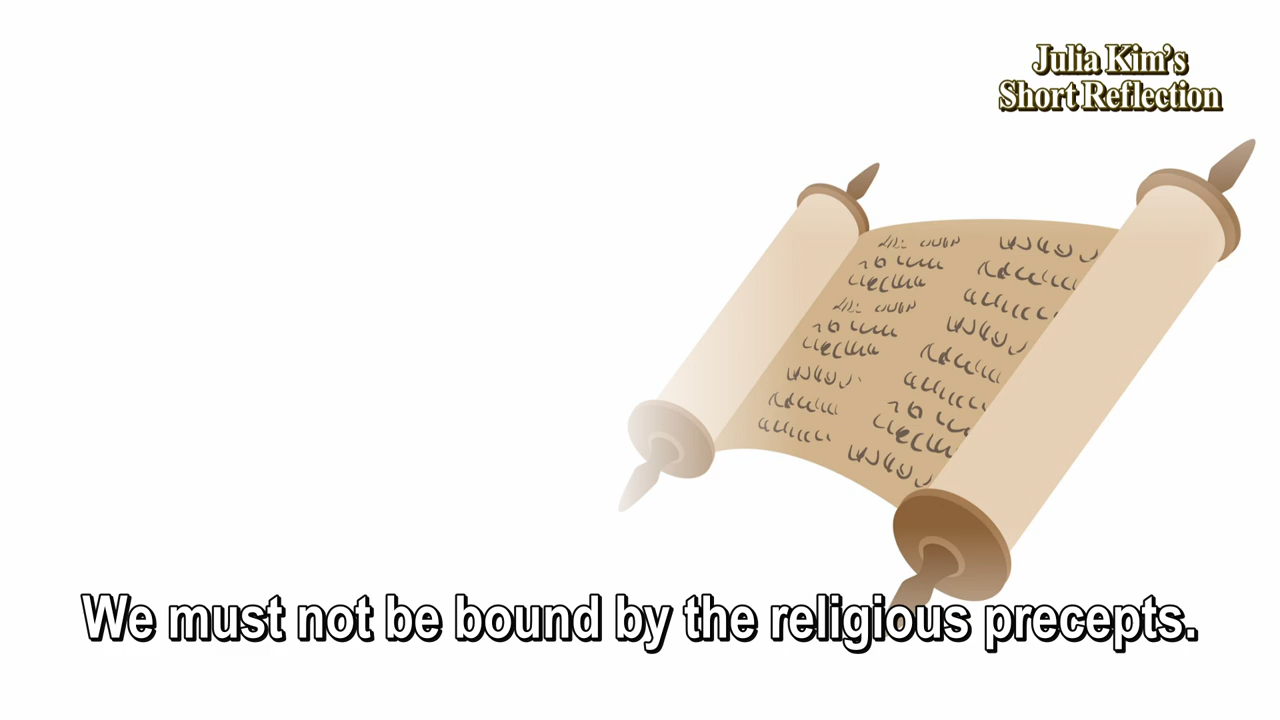 Julia Kim's
Short Reflection
We must not be bound by the religious precepts.